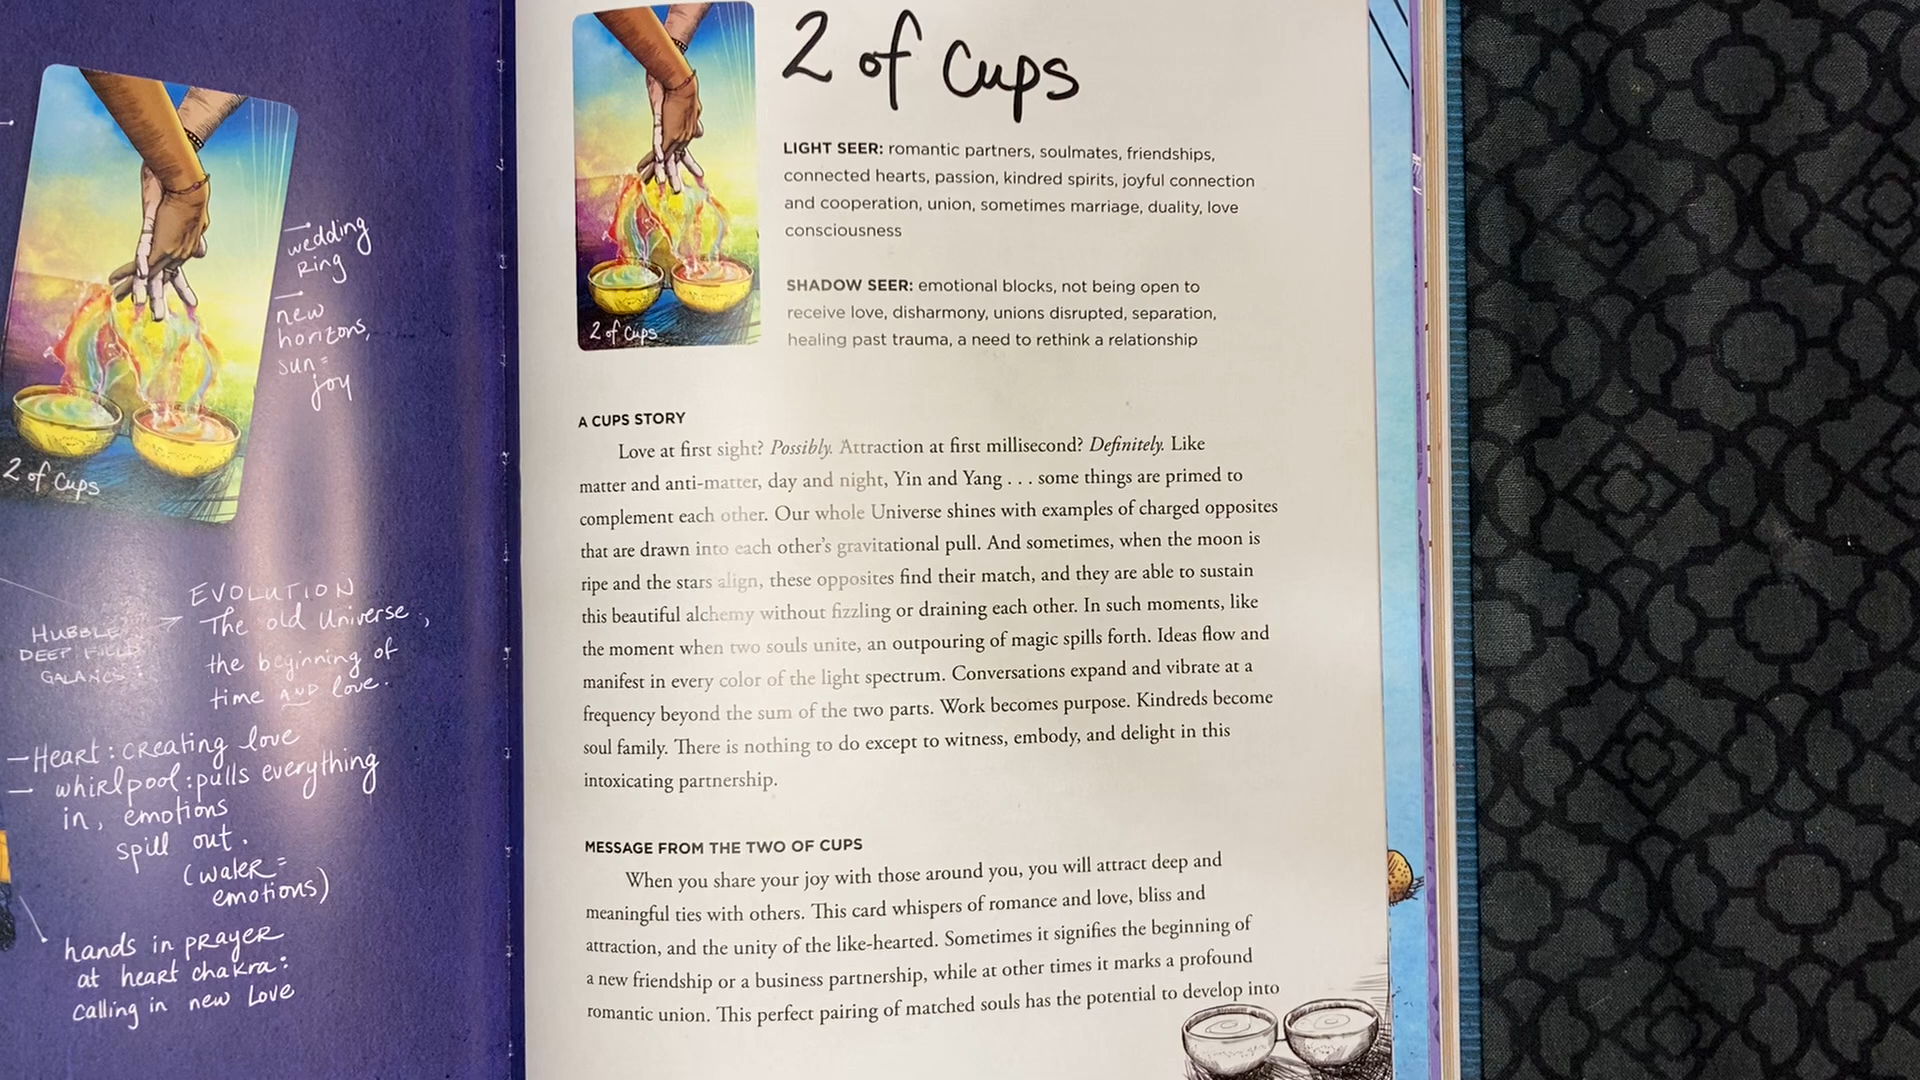 2 of Cups
→ wedding
Ring
→ new
horizons,
sun =
joy
EVOLUTION
The old Universe,
the beginning of
time AND love.
HUBBLE
DEEP FIELD
— Heart: creating love
— whirlpool: pulls everything
in, emotions
spill out.
(water =
emotions)
hands in prayer
at heart chakra:
calling in new Love
2 of Cups
2 of Cups
LIGHT SEER: romantic partners, soulmates, friendships,
connected hearts, passion, kindred spirits, joyful connection
and cooperation, union, sometimes marriage, duality, love
consciousness
SHADOW SEER: emotional blocks, not being open to
receive love, disharmony, unions disrupted, separation,
healing past trauma, a need to rethink a relationship
A CUPS STORY
Love at first sight? Possibly. Attraction at first millisecond? Definitely. Like
matter and anti-matter, day and night, Yin and Yang . . . some things are primed to
complement each other. Our whole Universe shines with examples of charged opposites
that are drawn into each other's gravitational pull. And sometimes, when the moon is
ripe and the stars align, these opposites find their match, and they are able to sustain
this beautiful alchemy without fizzling or draining each other. In such moments, like
the moment when two souls unite, an outpouring of magic spills forth. Ideas flow and
manifest in every color of the light spectrum. Conversations expand and vibrate at a
frequency beyond the sum of the two parts. Work becomes purpose. Kindreds become
soul family. There is nothing to do except to witness, embody, and delight in this
intoxicating partnership.
MESSAGE FROM THE TWO OF CUPS
When you share your joy with those around you, you will attract deep and
meaningful ties with others. This card whispers of romance and love, bliss and
attraction, and the unity of the like-hearted. Sometimes it signifies the beginning of
a new friendship or a business partnership, while at other times it marks a profound
romantic union. This perfect pairing of matched souls has the potential to develop into